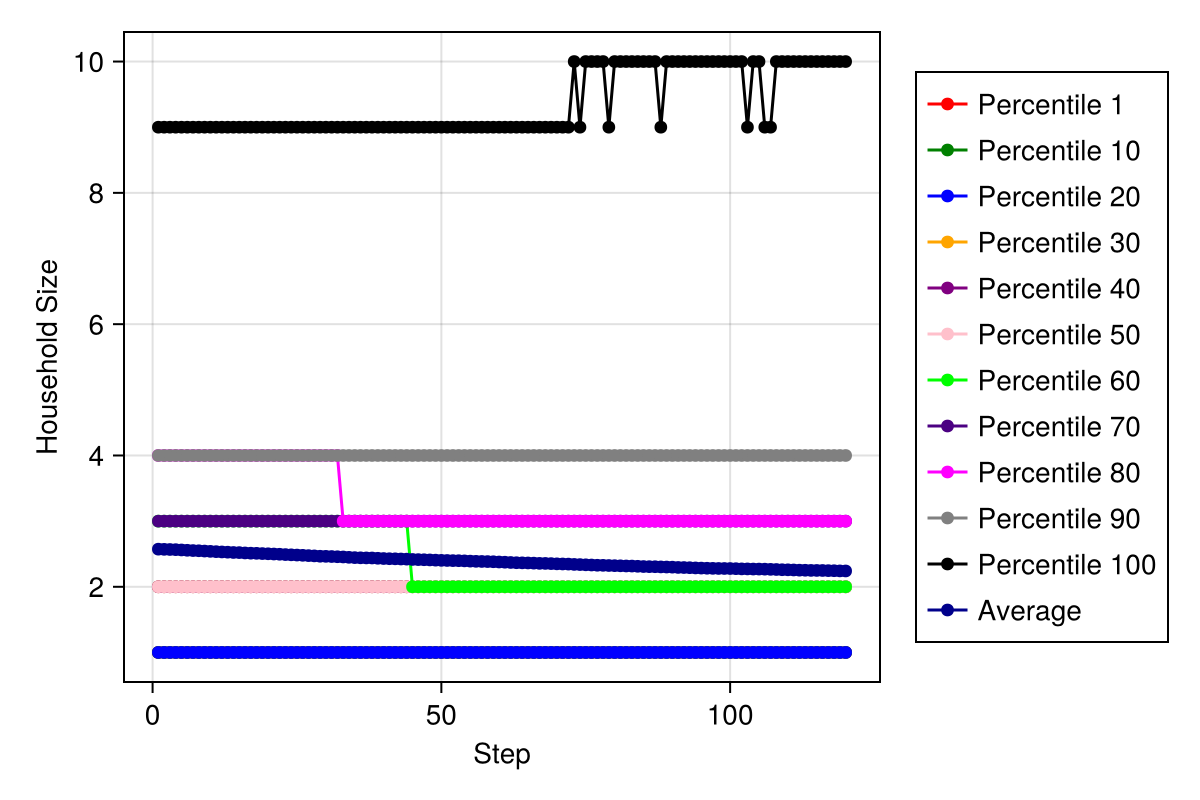 10
8
6
4
2
Household Size
0
50
100
Step
Percentile 1
Percentile 10
Percentile 20
Percentile 30
Percentile 40
Percentile 50
Percentile 60
Percentile 70
Percentile 80
Percentile 90
Percentile 100
Average